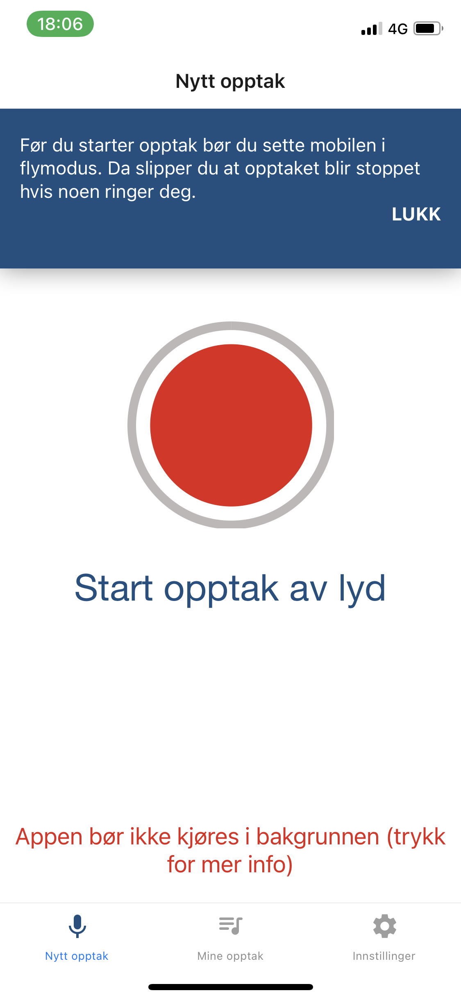 18:06
4G
Nytt opptak
Før du starter opptak bør du sette mobilen i
flymodus. Da slipper du at opptaket blir stoppet
hvis noen ringer deg.
LUKK
Start opptak av lyd
Appen bør ikke kjøres i bakgrunnen (trykk
for mer info)
Nytt opptak
Mine opptak
Innstillinger